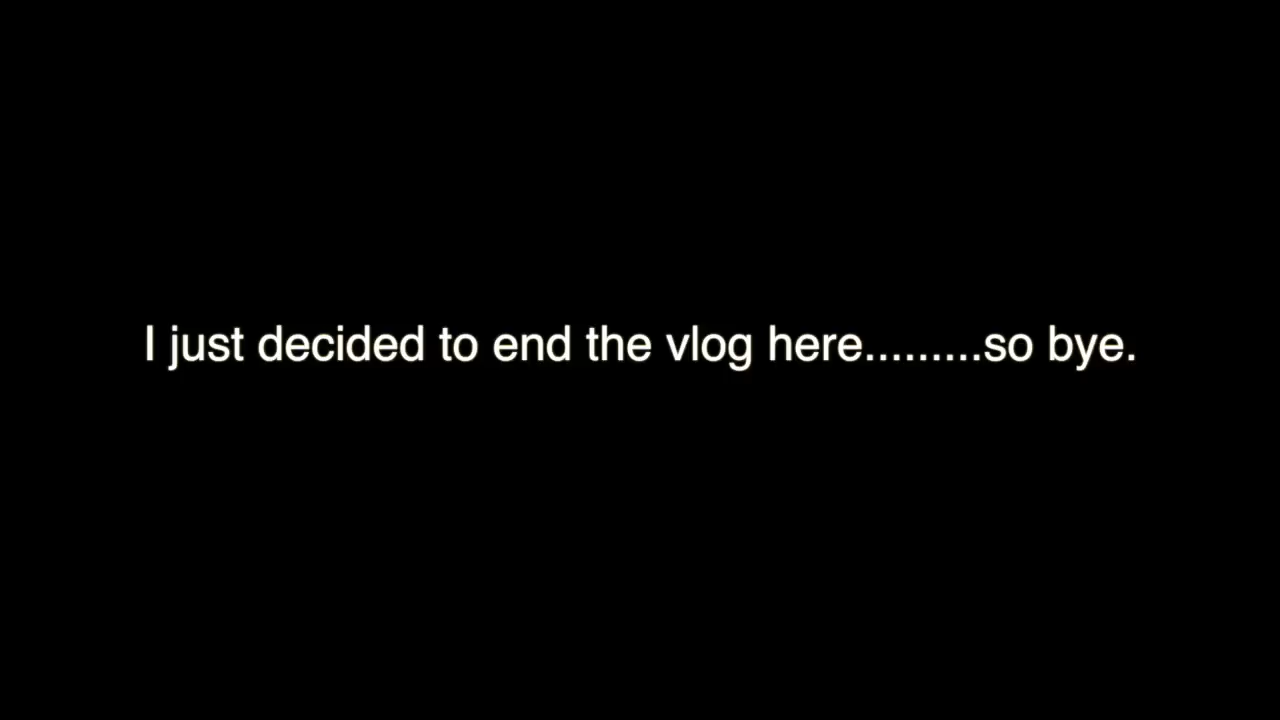 I just decided to end the vlog here.........so bye.